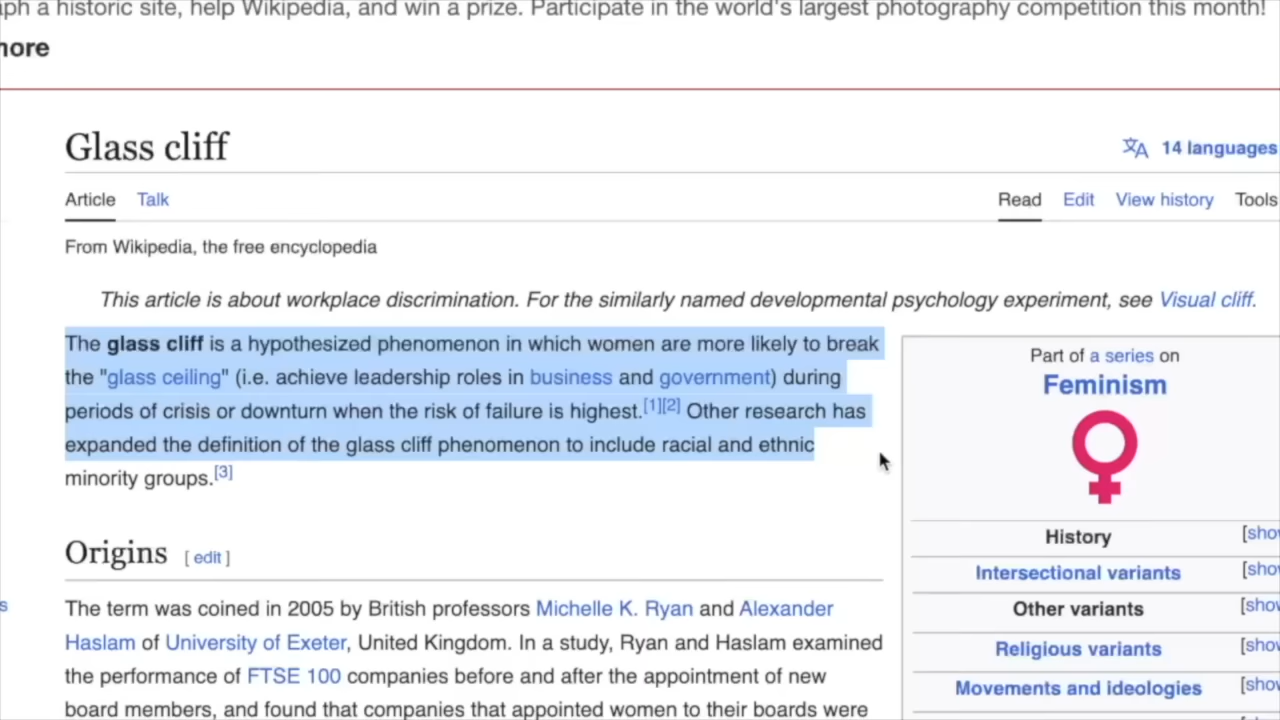 ph a historic site, help Wikipedia, and win a prize. Participate in the world's largest photography competition this month!
more
Glass cliff
14 languages
Article Talk Read Edit View history Tools
From Wikipedia, the free encyclopedia
This article is about workplace discrimination. For the similarly named developmental psychology experiment, see Visual cliff.
The glass cliff is a hypothesized phenomenon in which women are more likely to break
the "glass ceiling" (i.e. achieve leadership roles in business and government) during
periods of crisis or downturn when the risk of failure is highest.[1][2] Other research has
expanded the definition of the glass cliff phenomenon to include racial and ethnic
minority groups.[3]
Origins [ edit ]
The term was coined in 2005 by British professors Michelle K. Ryan and Alexander
Haslam of University of Exeter, United Kingdom. In a study, Ryan and Haslam examined
the performance of FTSE 100 companies before and after the appointment of new
board members, and found that companies that appointed women to their boards were
Part of a series on
Feminism
History [sho
Intersectional variants [sho
Other variants [sho
Religious variants [sho
Movements and ideologies [sho